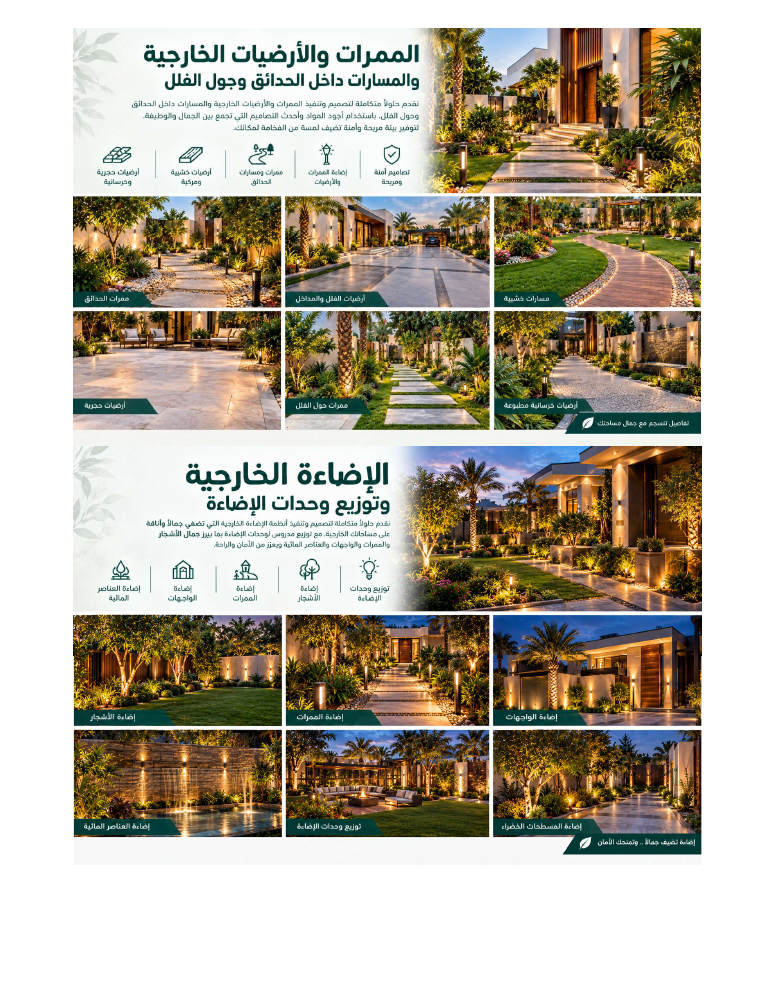 الممرات والأرضيات الخارجية
والمسارات داخل الحدائق وجول الفلل
نقدم حلولاً متكاملة لتصميم وتنفيذ الممرات والأرضيات الخارجية والمسارات داخل الحدائق
وحول الفلل، باستخدام أجود المواد وأحدث التصاميم التي تجمع بين الجمال والوظيفة،
لتوفير بيئة مريحة وآمنة تضيف لمسة من الفخامة لمكانك.
تصاميم آمنة
ومريحة
إضاءة الممرات
والأرضيات
ممرات ومسارات
الحدائق
أرضيات خشبية
ومركبة
أرضيات حجرية
وخرسانية
مسارات خشبية
أرضيات الفلل والمداخل
ممرات الحدائق
أرضيات خرسانية مطبوعة
ممرات حول الفلل
أرضيات حجرية
تفاصيل تنسجم مع جمال مساحتك
الإضاءة الخارجية
وتوزيع وحدات الإضاءة
نقدم حلولاً متكاملة لتصميم وتنفيذ أنظمة الإضاءة الخارجية التي تضفي جمالاً وأناقة
على مساحاتك الخارجية، مع توزيع مدروس لوحدات الإضاءة بما يبرز جمال الأشجار
والممرات والواجهات والعناصر المائية ويعزز من الأمان والراحة.
توزيع وحدات
الإضاءة
إضاءة
الأشجار
إضاءة
الممرات
إضاءة
الواجهات
إضاءة العناصر
المائية
إضاءة الواجهات
إضاءة الممرات
إضاءة الأشجار
إضاءة المسطحات الخضراء
توزيع وحدات الإضاءة
إضاءة العناصر المائية
إضاءة تضيف جمالاً .. وتمنحك الأمان